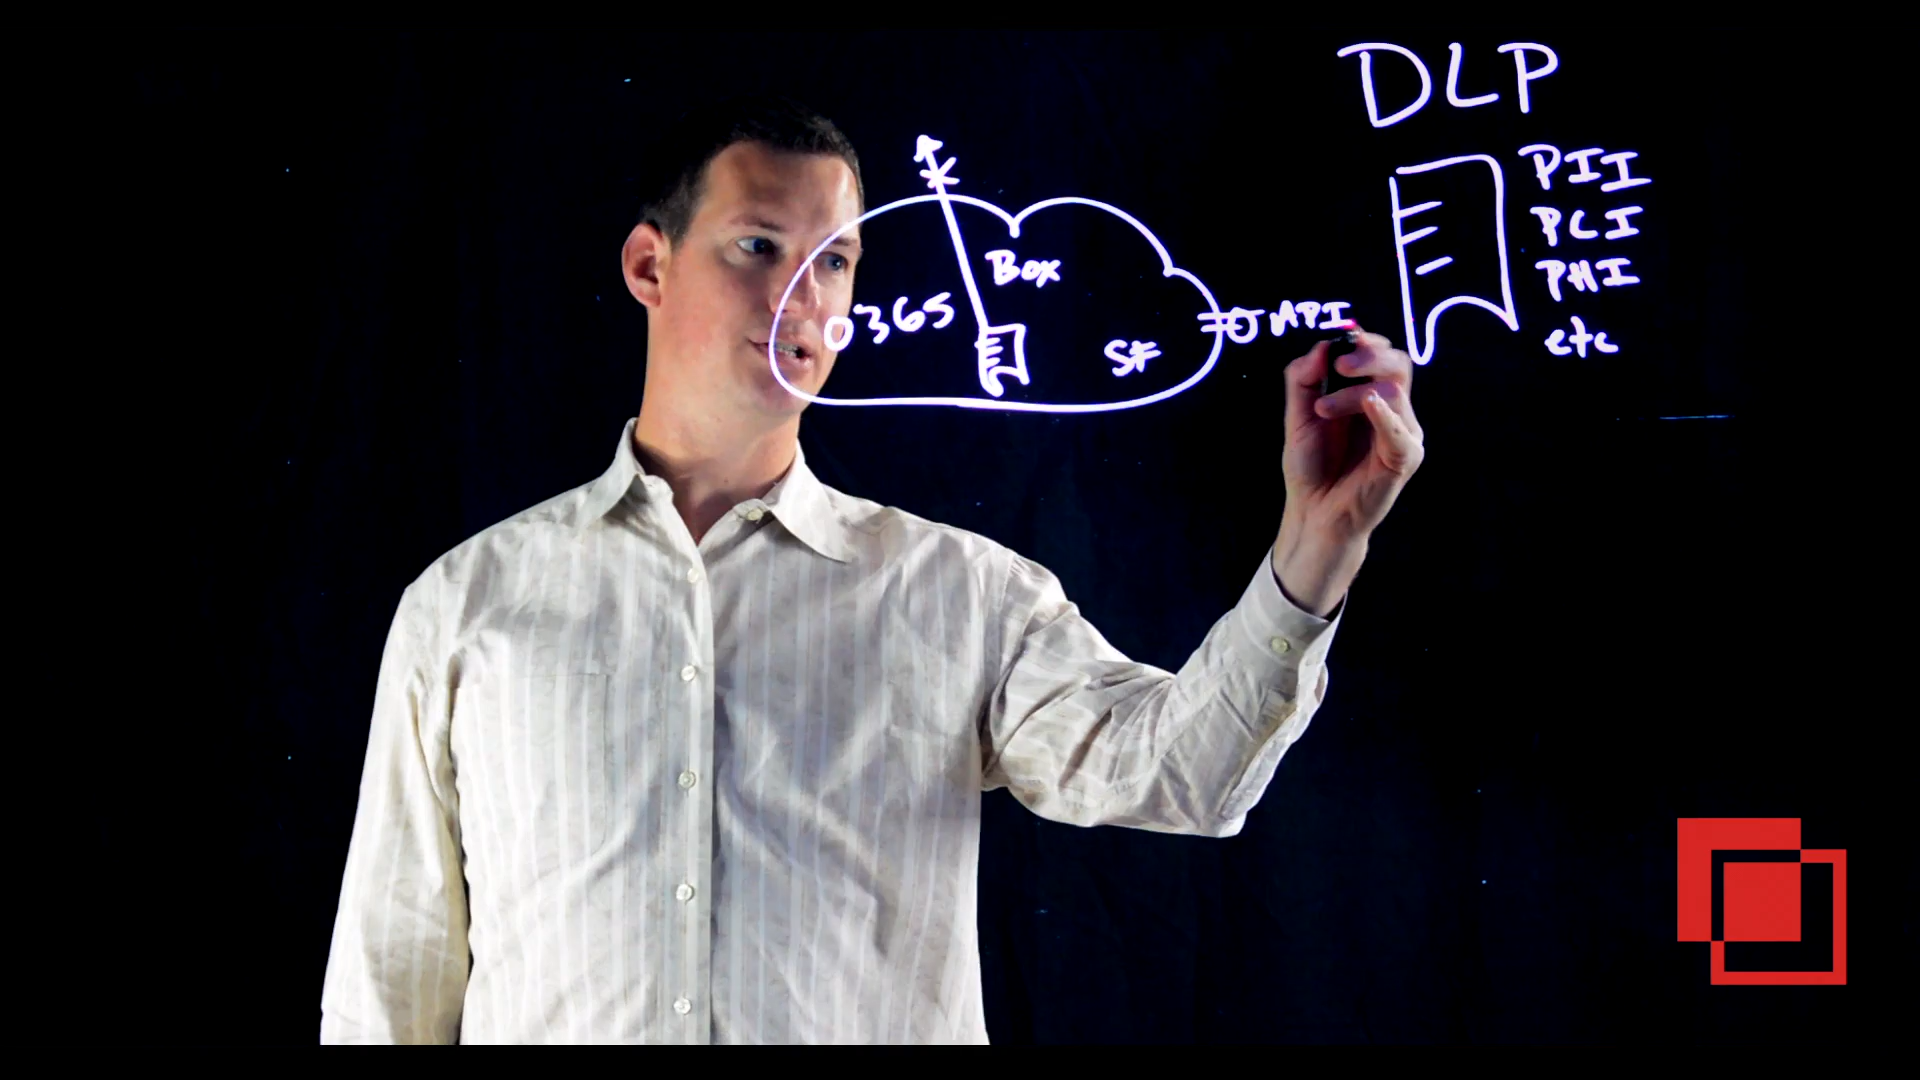 DLP
PII
PCI
PHI
etc
Box
O365
SF
API